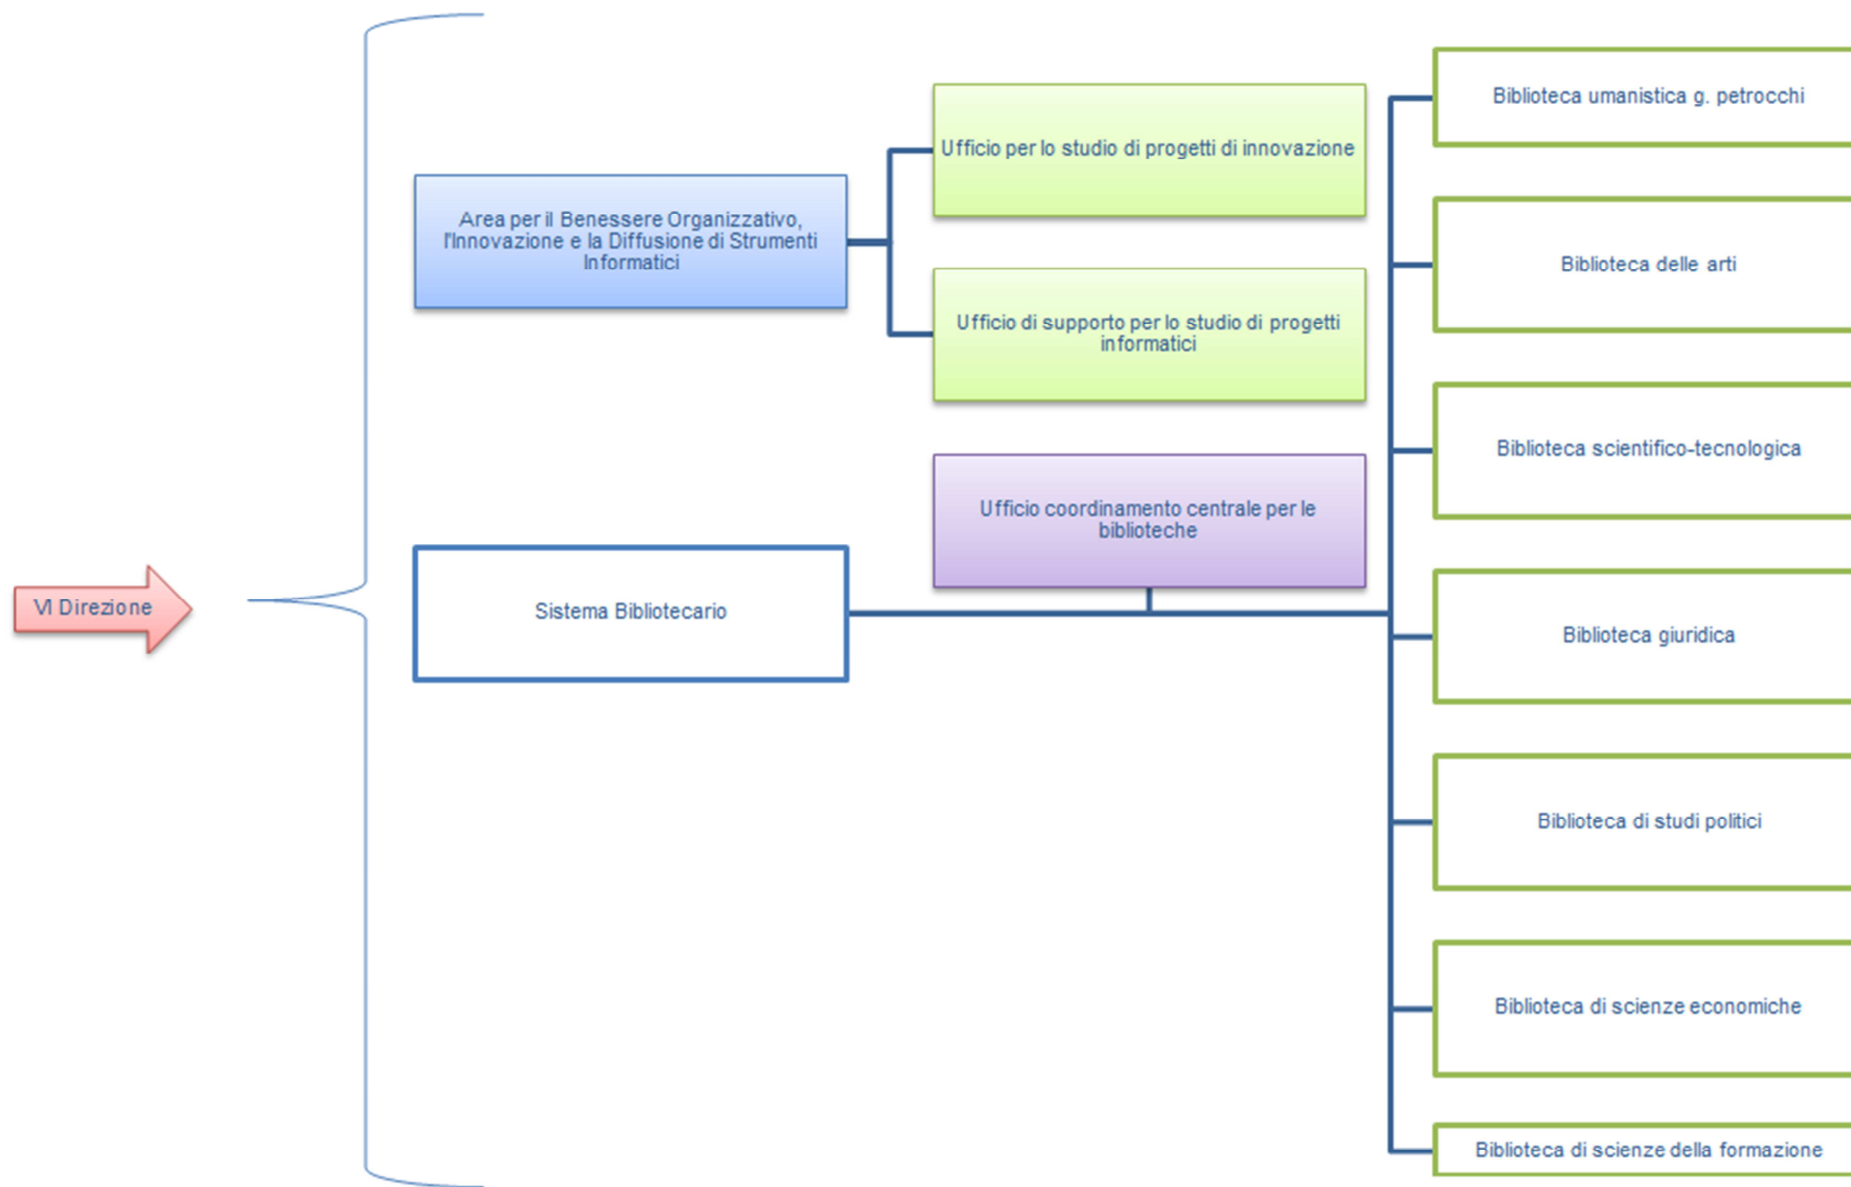 VI Direzione
Area per il Benessere Organizzativo,
l'Innovazione e la Diffusione di Strumenti
Informatici
Ufficio per lo studio di progetti di innovazione
Ufficio di supporto per lo studio di progetti
informatici
Sistema Bibliotecario
Ufficio coordinamento centrale per le
biblioteche
Biblioteca umanistica g. petrocchi
Biblioteca delle arti
Biblioteca scientifico-tecnologica
Biblioteca giuridica
Biblioteca di studi politici
Biblioteca di scienze economiche
Biblioteca di scienze della formazione